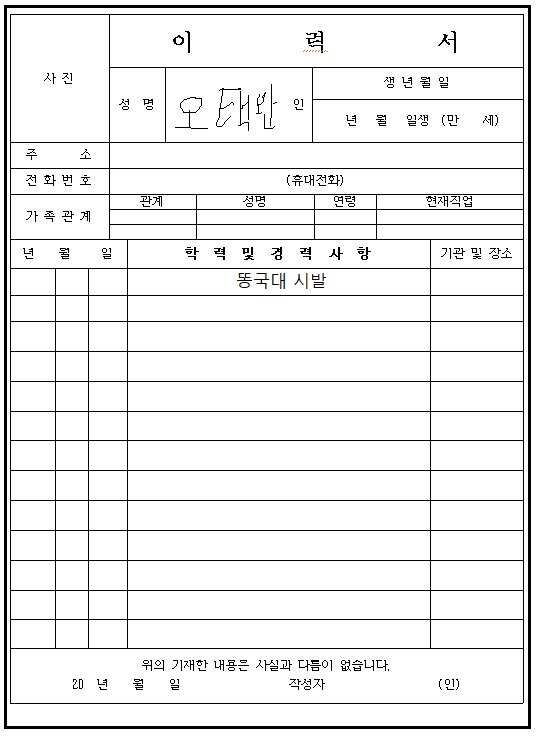 이 력 서
사 진
성 명 오택완 인
생 년 월 일
년 월 일생 (만 세)
주 소
전 화 번 호 (휴대전화)
가 족 관 계 관계 성명 연령 현재직업
년 월 일 학 력 및 경 력 사 항 기관 및 장소
똥국대 시발
위의 기재한 내용은 사실과 다름이 없습니다.
20 년 월 일 작성자 (인)